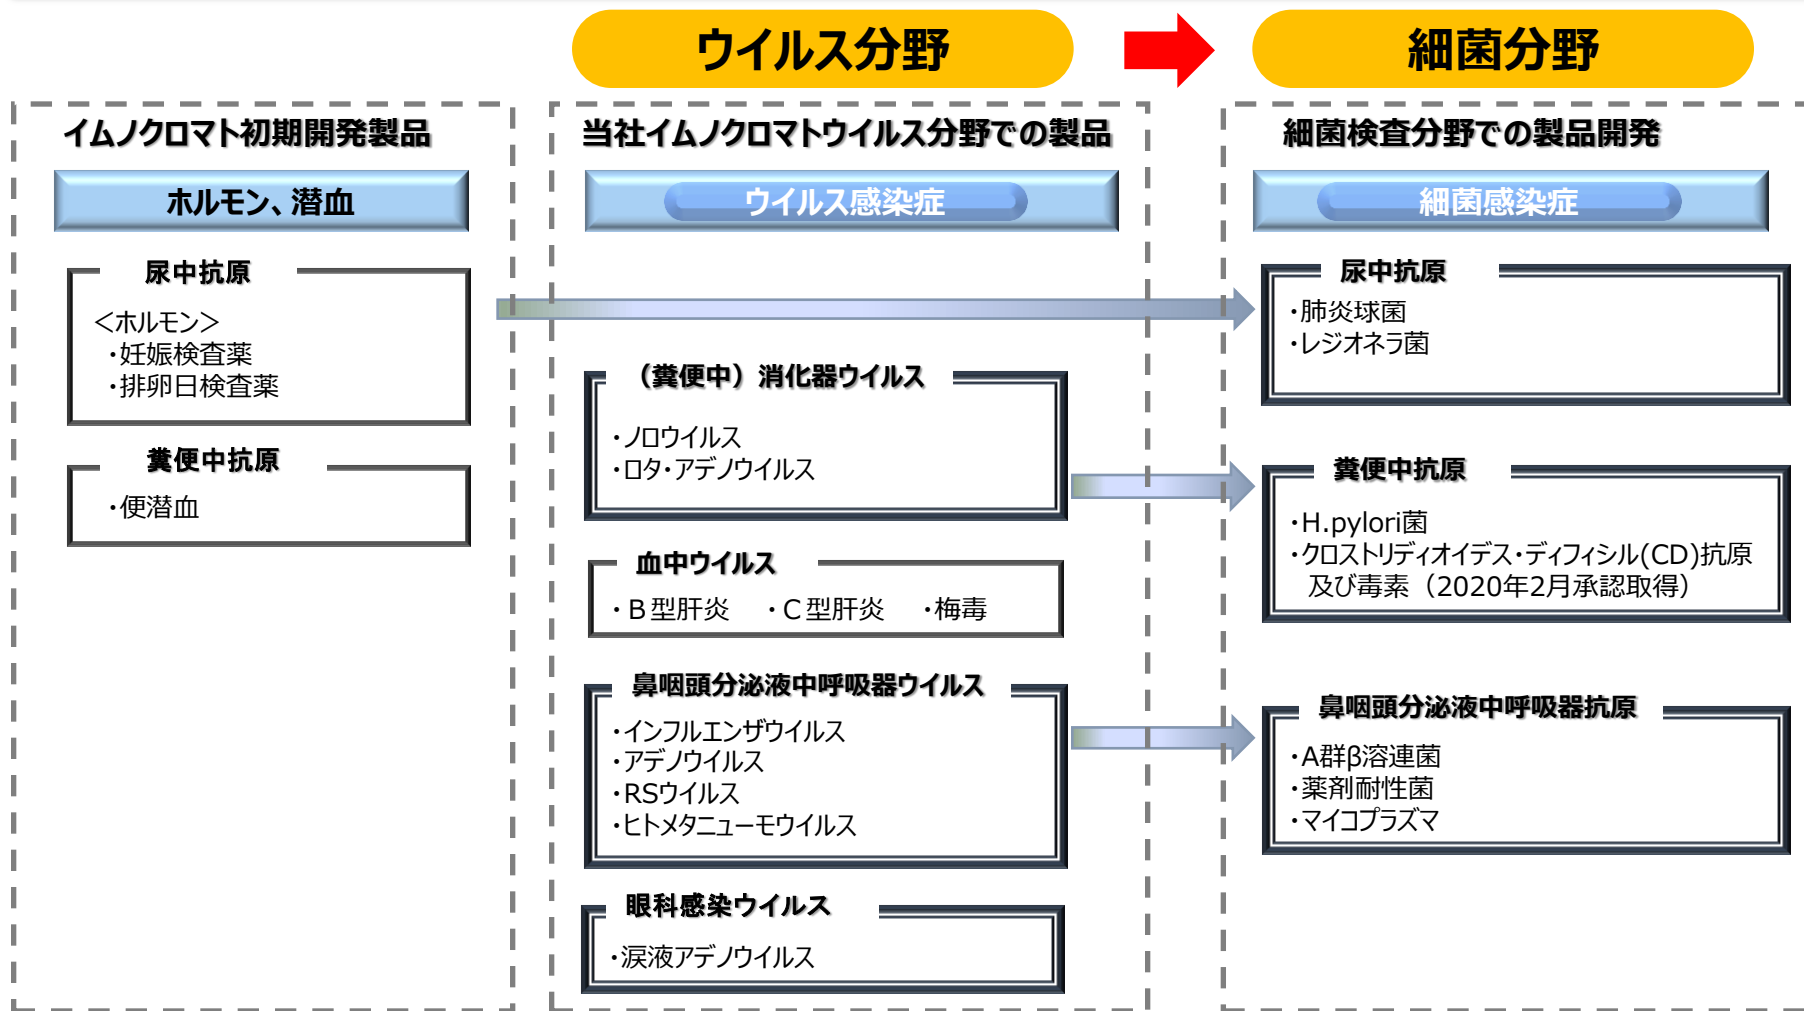 ウイルス分野
細菌分野
イムノクロマト初期開発製品
ホルモン、潜血
尿中抗原
＜ホルモン＞
・妊娠検査薬
・排卵日検査薬
糞便中抗原
・便潜血
当社イムノクロマトウイルス分野での製品
ウイルス感染症
（糞便中）消化器ウイルス
・ノロウイルス
・ロタ・アデノウイルス
血中ウイルス
・B型肝炎　・C型肝炎　・梅毒
鼻咽頭分泌液中呼吸器ウイルス
・インフルエンザウイルス
・アデノウイルス
・RSウイルス
・ヒトメタニューモウイルス
眼科感染ウイルス
・涙液アデノウイルス
細菌検査分野での製品開発
細菌感染症
尿中抗原
・肺炎球菌
・レジオネラ菌
糞便中抗原
・H.pylori菌
・クロストリディオイデス・ディフィシル(CD)抗原
及び毒素（2020年2月承認取得）
鼻咽頭分泌液中呼吸器抗原
・A群β溶連菌
・薬剤耐性菌
・マイコプラズマ